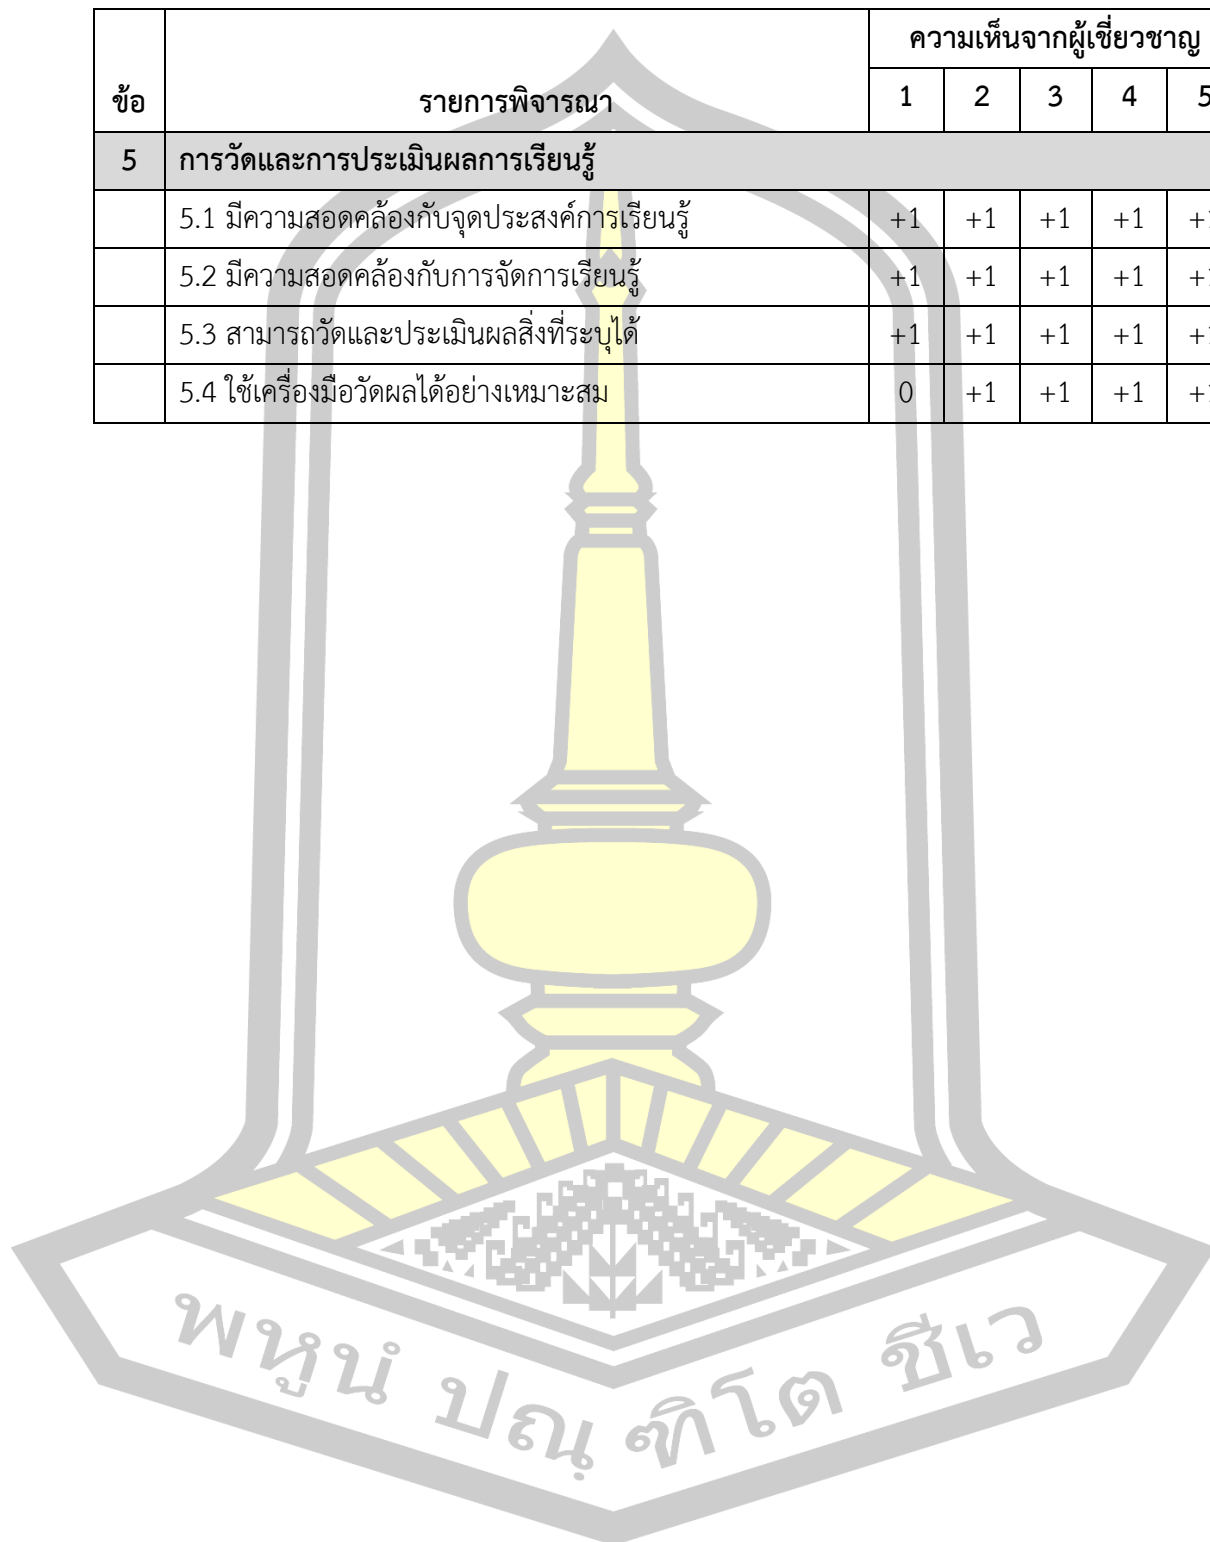 ความเห็นจากผู้เชี่ยวชาญ
ข้อ รายการพิจารณา 1 2 3 4 5
5 การวัดและการประเมินผลการเรียนรู้
5.1 มีความสอดคล้องกับจุดประสงค์การเรียนรู้ +1 +1 +1 +1
5.2 มีความสอดคล้องกับการจัดการเรียนรู้ +1 +1 +1 +1
5.3 สามารถวัดและประเมินผลสิ่งที่ระบุได้ +1 +1 +1 +1
5.4 ใช้เครื่องมือวัดผลได้อย่างเหมาะสม 0 +1 +1 +1
พหูนํ ปณฺฑิโต ชีเว